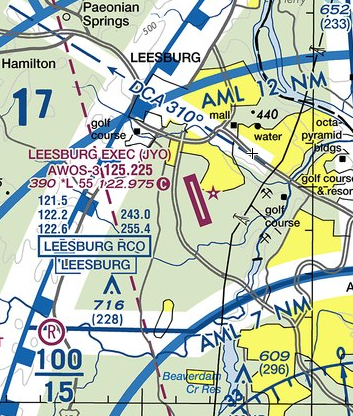 Paeonian
Springs
500
652
(233)
LEESBURG
Hamilton
DCA 310°
AML 12 NM
17
golf
course
mall
440
water
octa-
pyramid
bldgs
LEESBURG EXEC (JYO)
AWOS-3 125.225
390 *L 55 122.975 C
golf course
& resor
121.5
122.2
122.6
243.0
255.4
golf
course
LEESBURG RCO
LEESBURG
716
(228)
A
AML 7 NM
R
100
15
609
(296)
Beaverdam
Cr Res
33
0